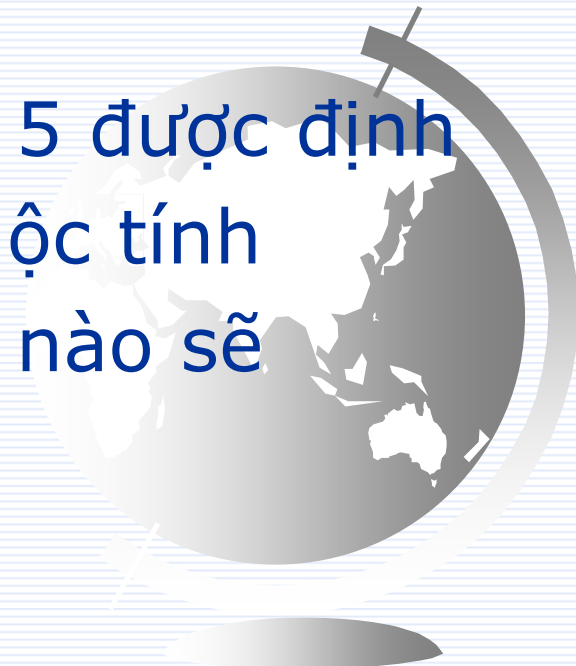 5 được định
ộc tính
nào sẽ